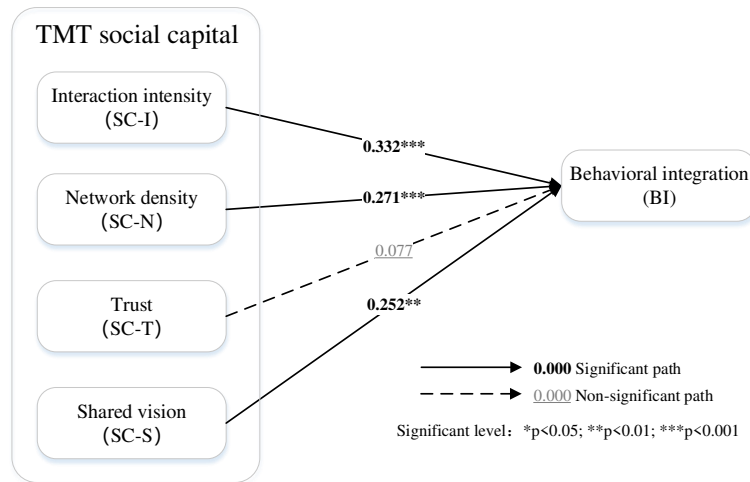 TMT social capital
Interaction intensity
(SC-I)
Network density
(SC-N)
Trust
(SC-T)
Shared vision
(SC-S)
0.332***
0.271***
0.077
0.252**
Behavioral integration
(BI)
0.000 Significant path
0.000 Non-significant path
Significant level：*p<0.05; **p<0.01; ***p<0.001